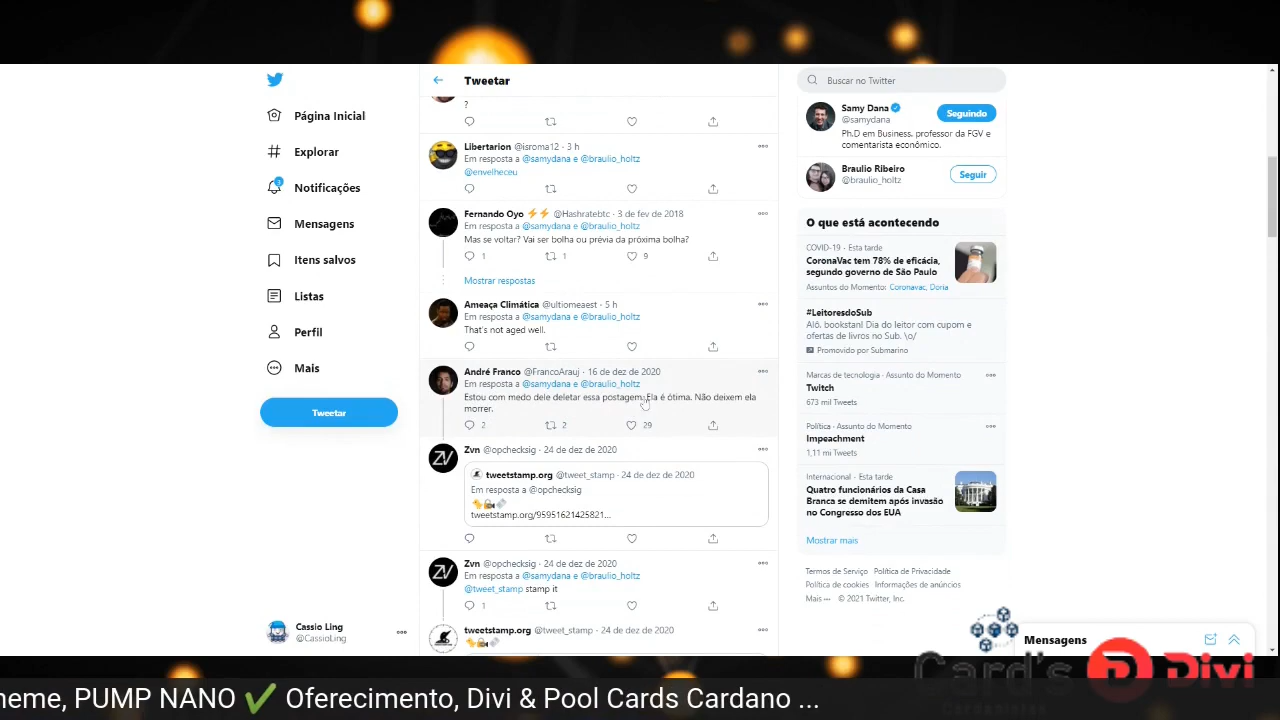 Página Inicial
Explorar
3
Notificações
Mensagens
Itens salvos
Listas
Perfil
Mais
Tweetar
Cassio Ling
@CassioLing
Tweetar
?
Libertarion @isroma12 · 3 h
Em resposta a @samydana e @braulio_holtz
@envelheceu
Fernando Oyo ⚡⚡ @Hashratebtc · 3 de fev de 2018
Em resposta a @samydana e @braulio_holtz
Mas se voltar? Vai ser bolha ou prévia da próxima bolha?
1 1 9
Mostrar respostas
Ameaça Climática @ultiomeaest · 5 h
Em resposta a @samydana e @braulio_holtz
That's not aged well.
André Franco @FrancoArauj · 16 de dez de 2020
Em resposta a @samydana e @braulio_holtz
Estou com medo dele deletar essa postagem. Ela é ótima. Não deixem ela
morrer.
2 2 29
Zvn @opchecksig · 24 de dez de 2020
tweetstamp.org @tweet_stamp · 24 de dez de 2020
Em resposta a @opchecksig
tweetstamp.org/95951621425821...
Zvn @opchecksig · 24 de dez de 2020
Em resposta a @samydana e @braulio_holtz
@tweet_stamp stamp it
1
tweetstamp.org @tweet_stamp · 24 de dez de 2020
Buscar no Twitter
Samy Dana
@samydana
Seguindo
Ph.D em Business. professor da FGV e
comentarista econômico.
Braulio Ribeiro
@braulio_holtz
Seguir
O que está acontecendo
COVID-19 · Esta tarde
CoronaVac tem 78% de eficácia,
segundo governo de São Paulo
Assuntos do Momento: Coronavac, Doria
#LeitoresdoSub
Alô, bookstan! Dia do leitor com cupom e
ofertas de livros no Sub. \o/
Promovido por Submarino
Marcas de tecnologia · Assunto do Momento
Twitch
673 mil Tweets
Política · Assunto do Momento
Impeachment
1,11 mi Tweets
Internacional · Esta tarde
Quatro funcionários da Casa
Branca se demitem após invasão
no Congresso dos EUA
Mostrar mais
Termos de Serviço Política de Privacidade
Política de cookies Informações de anúncios
Mais ··· © 2021 Twitter, Inc.
Mensagens
Card's
Cardanistas
Divi
heme, PUMP NANO ✅ Oferecimento, Divi & Pool Cards Cardano ...